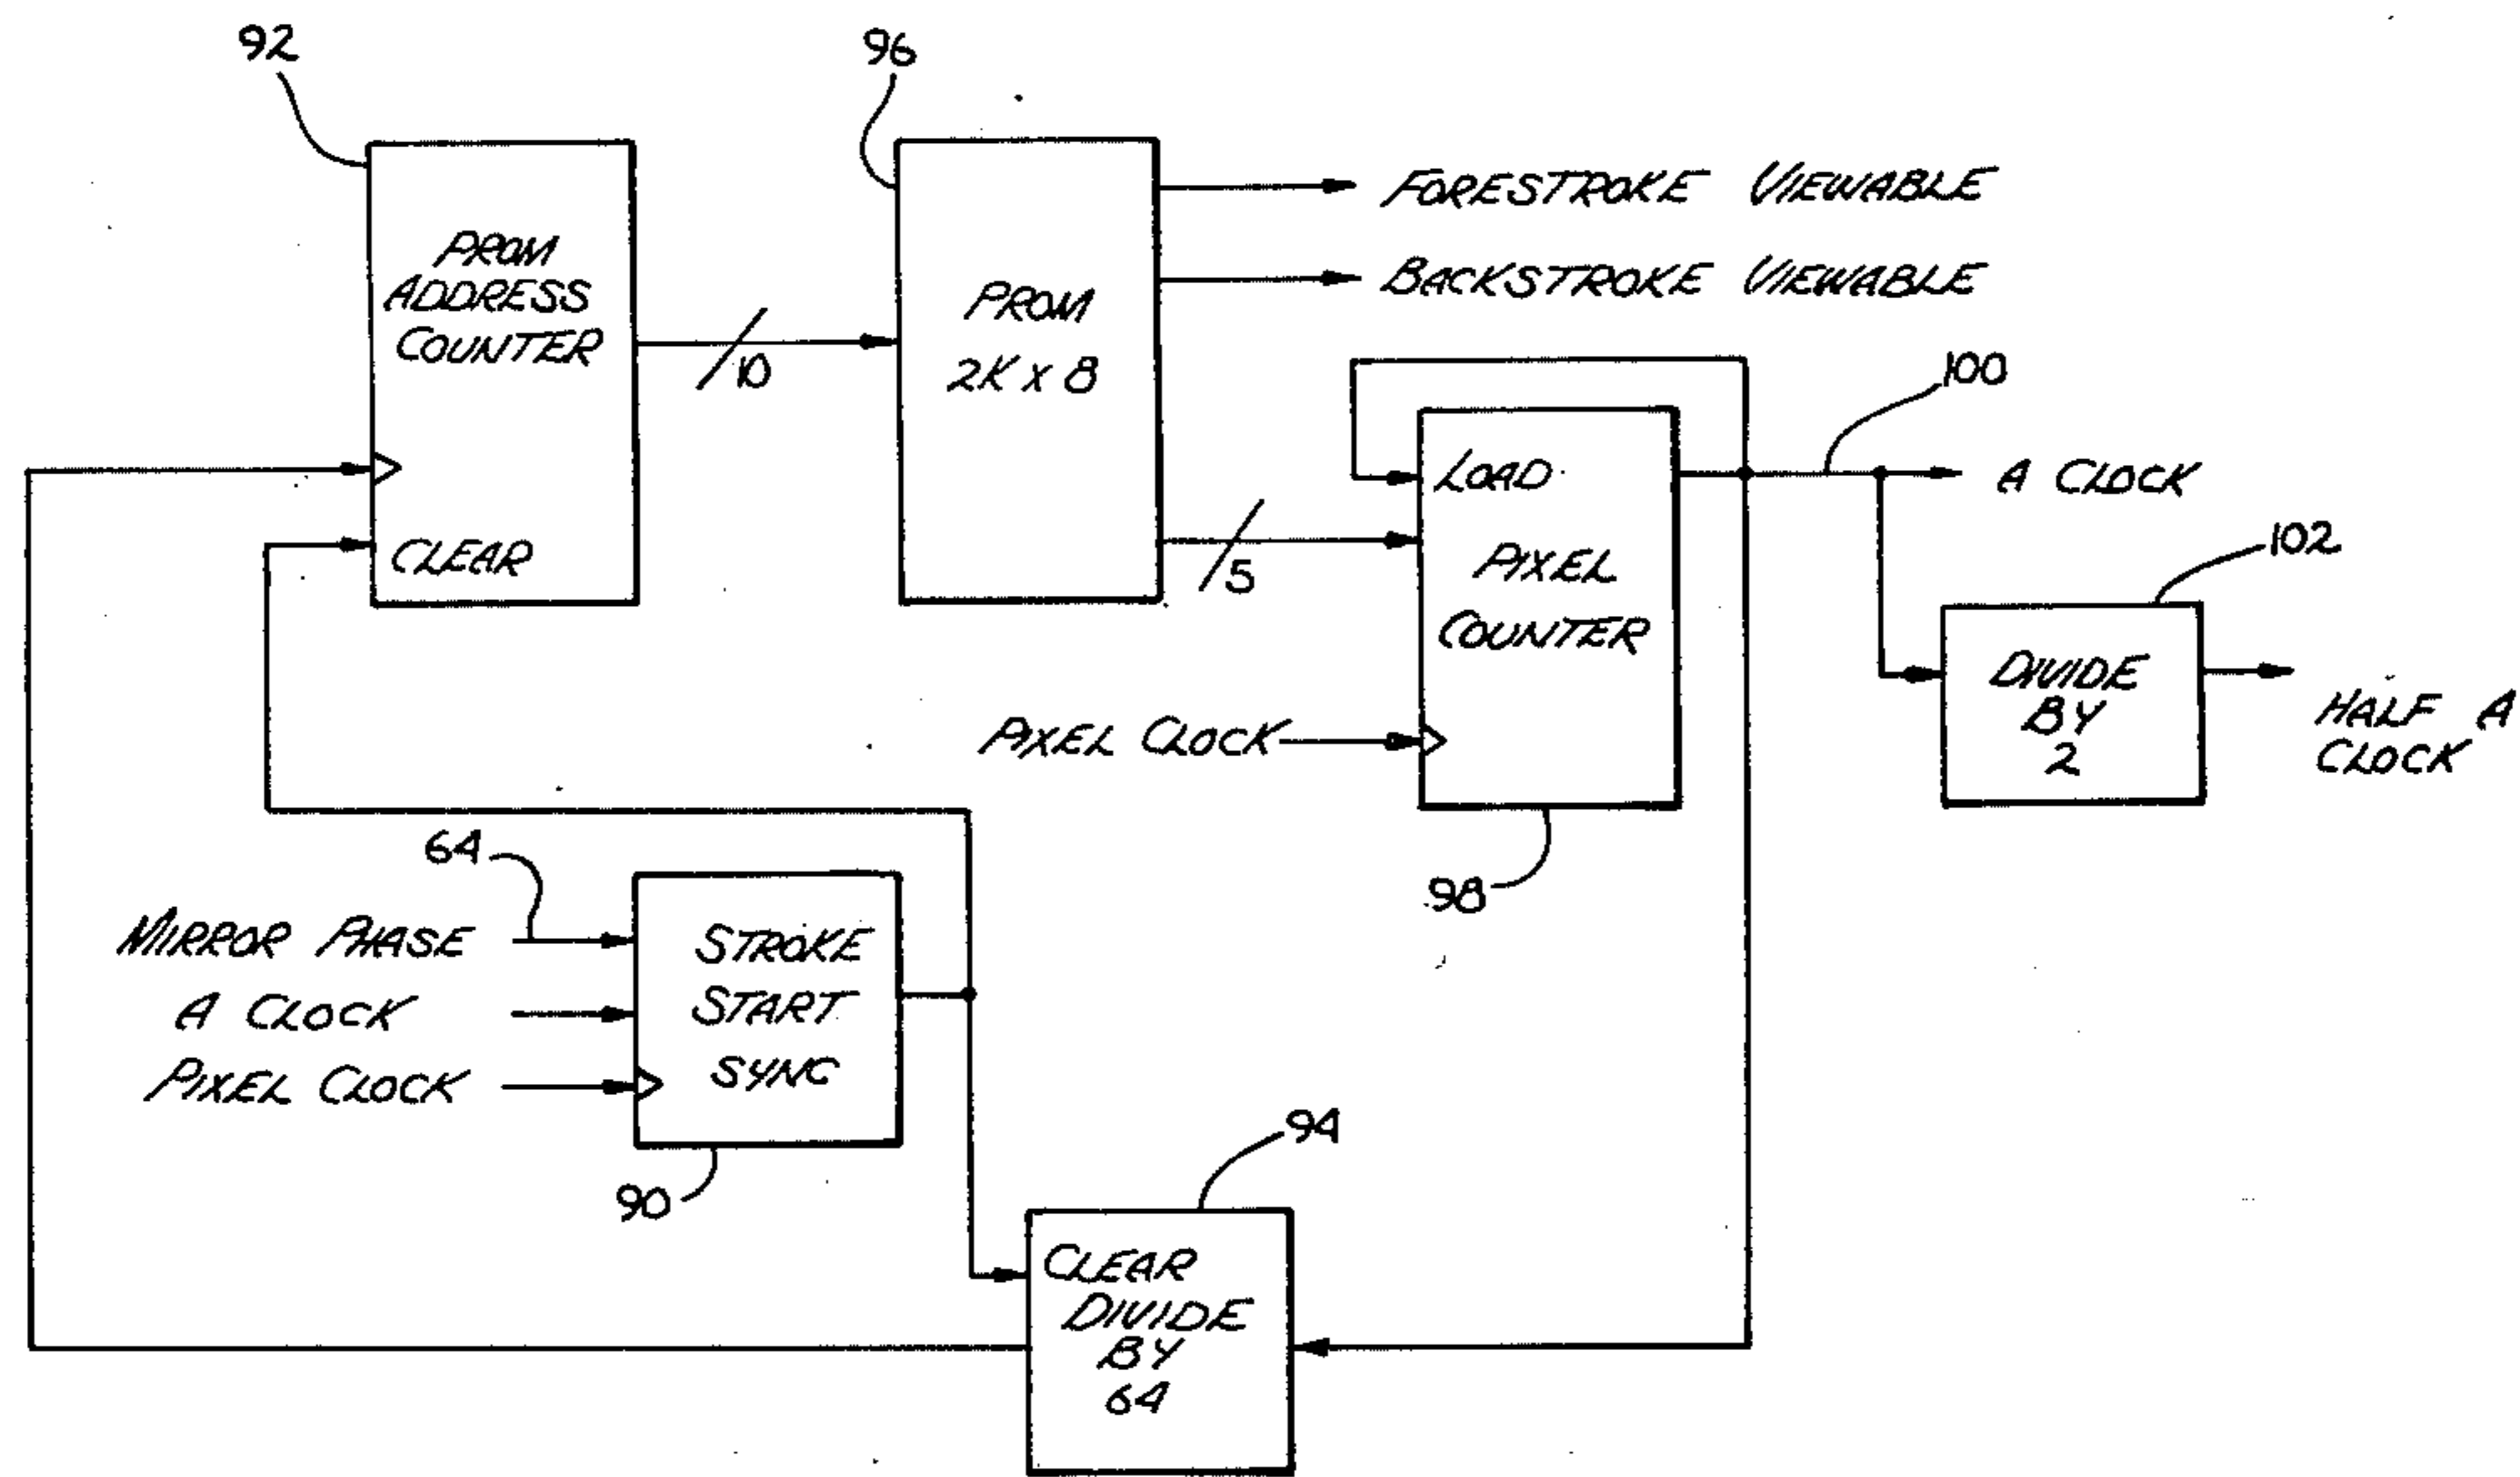 92
96
PROM
ADDRESS
COUNTER
CLEAR
10
PROM
2K X 8
FORESTROKE VIEWABLE
BACKSTROKE VIEWABLE
5
LOAD
PIXEL
COUNTER
PIXEL CLOCK
98
100
A CLOCK
102
DIVIDE
BY
2
HALF A
CLOCK
64
MIRROR PHASE
A CLOCK
PIXEL CLOCK
STROKE
START
SYNC
90
94
CLEAR
DIVIDE
BY
64